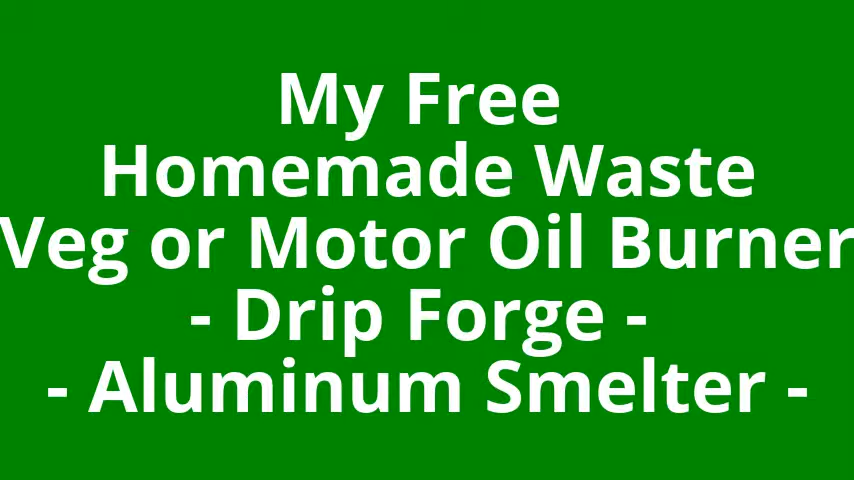 My Free
Homemade Waste
Veg or Motor Oil Burner
- Drip Forge -
- Aluminum Smelter -